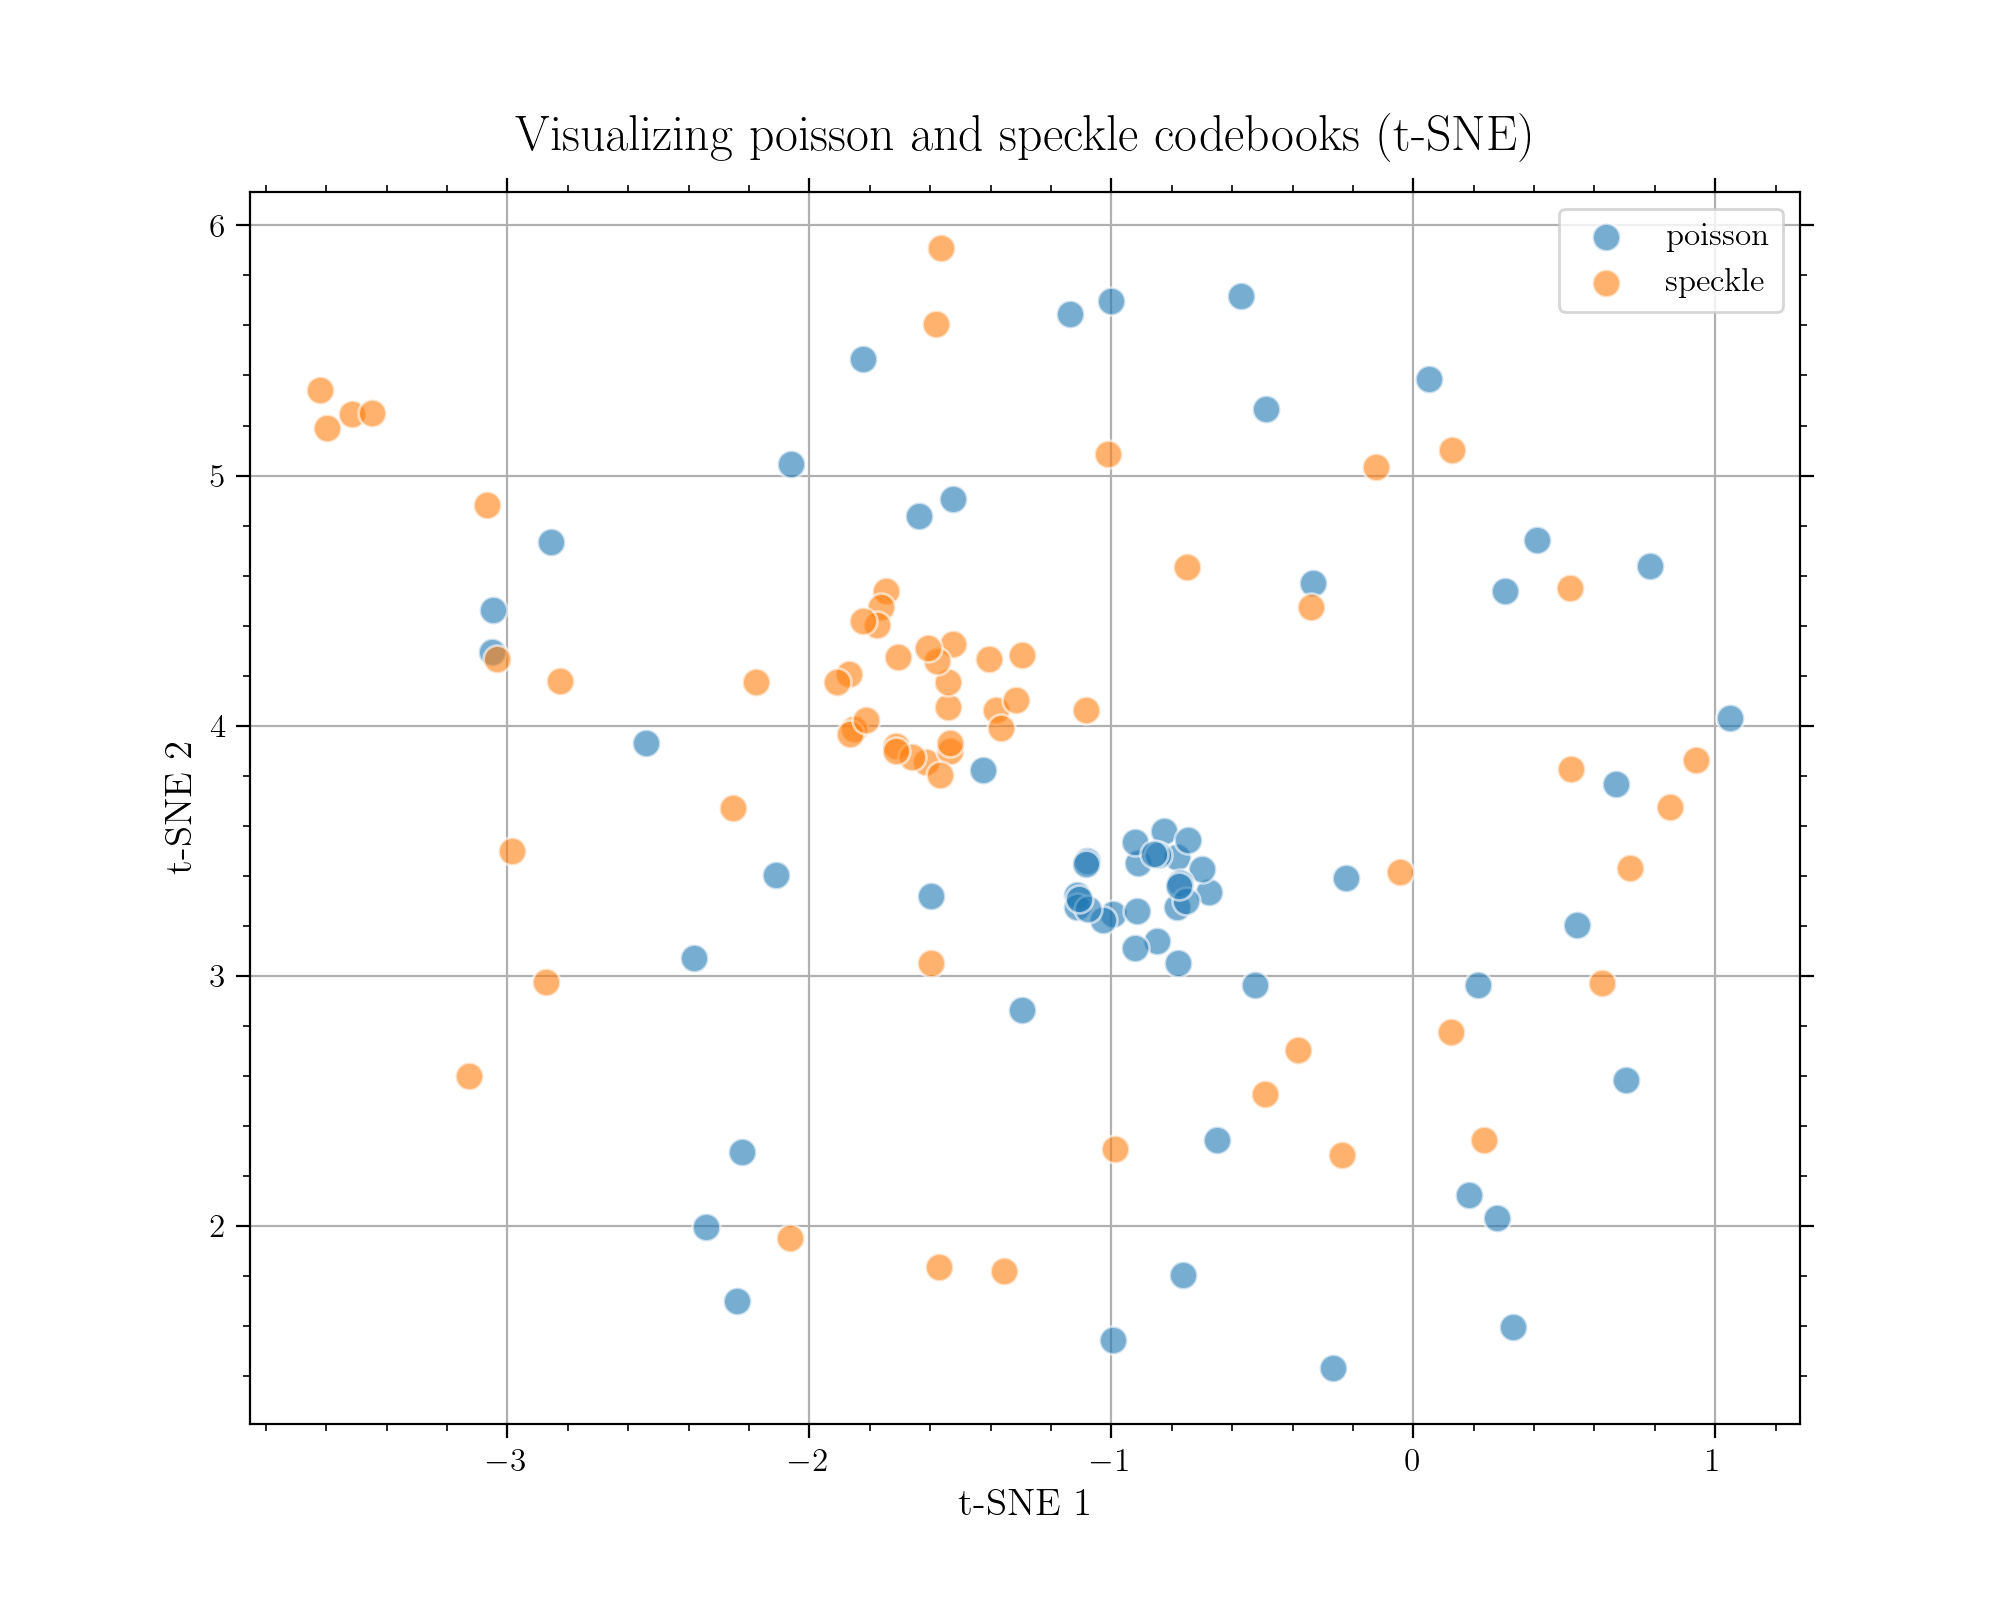 Visualizing poisson and speckle codebooks (t-SNE)
poisson
speckle
6
5
4
3
2
t-SNE 2
−3
−2
−1
0
1
t-SNE 1